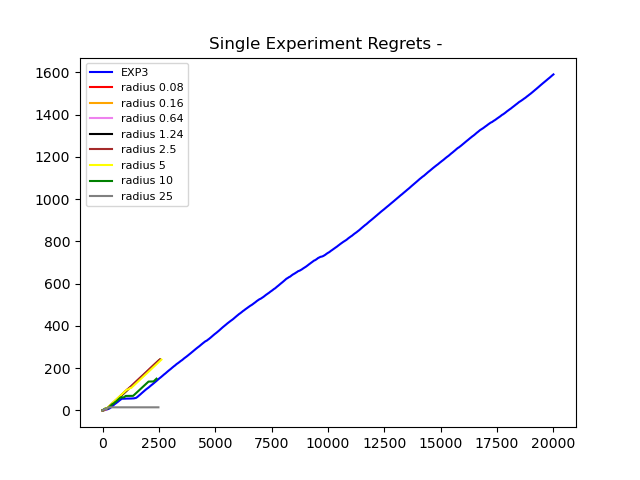 Single Experiment Regrets -
1600
1400
1200
1000
800
600
400
200
0
EXP3
radius 0.08
radius 0.16
radius 0.64
radius 1.24
radius 2.5
radius 5
radius 10
radius 25
0 2500 5000 7500 10000 12500 15000 17500 20000